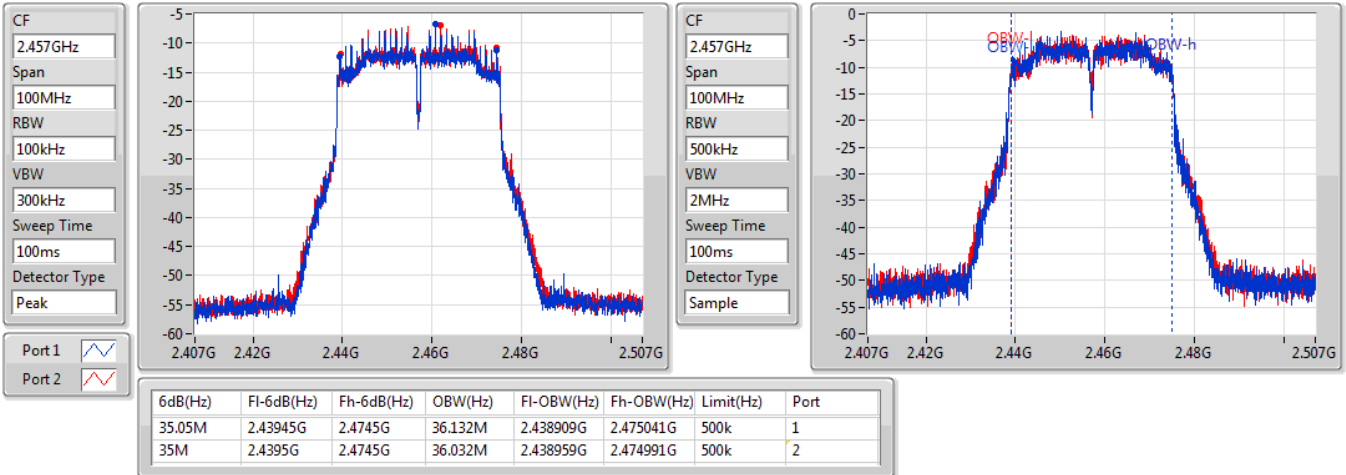 CF
2.457GHz
Span
100MHz
RBW
100kHz
VBW
300kHz
Sweep Time
100ms
Detector Type
Peak
Port 1
Port 2
-5
-10
-15
-20
-25
-30
-35
-40
-45
-50
-55
-60
2.407G 2.42G 2.44G 2.46G 2.48G 2.507G
CF
2.457GHz
Span
100MHz
RBW
500kHz
VBW
2MHz
Sweep Time
100ms
Detector Type
Sample
0
-5
-10
-15
-20
-25
-30
-35
-40
-45
-50
-55
-60
OBW-l
OBW-l
OBW-h
2.407G 2.42G 2.44G 2.46G 2.48G 2.507G
6dB(Hz) Fl-6dB(Hz) Fh-6dB(Hz) OBW(Hz) Fl-OBW(Hz) Fh-OBW(Hz) Limit(Hz) Port
35.05M 2.43945G 2.4745G 36.132M 2.438909G 2.475041G 500k 1
35M 2.4395G 2.4745G 36.032M 2.438959G 2.474991G 500k 2